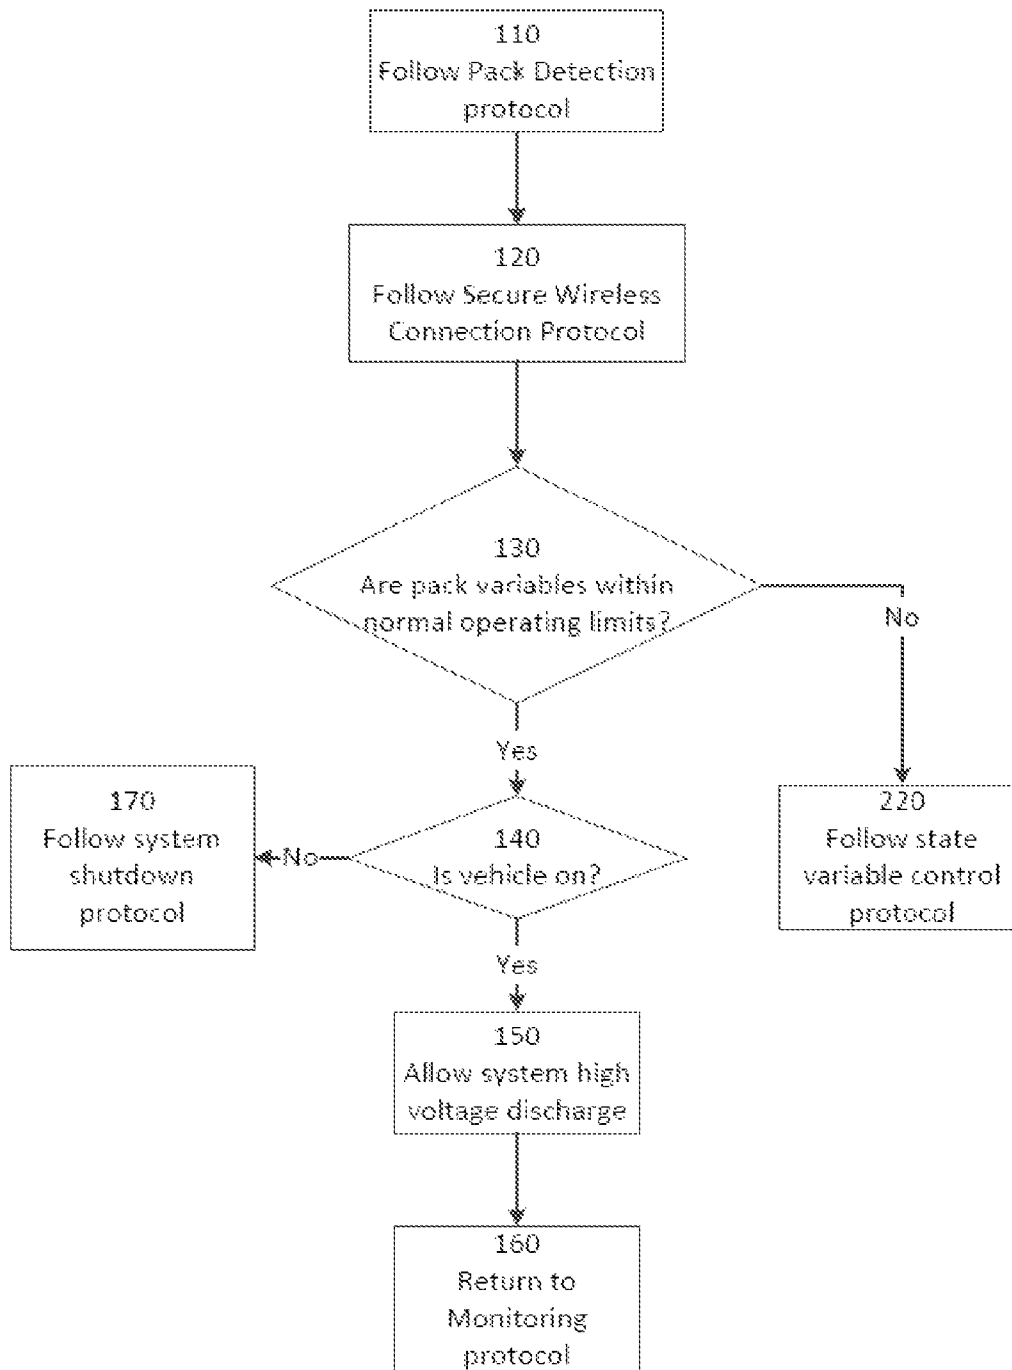 110
Follow Pack Detection
protocol
120
Follow Secure Wireless
Connection Protocol
130
Are pack variables within
normal operating limits?
No
Yes
170
Follow system
shutdown
protocol
No
140
Is vehicle on?
220
Follow state
variable control
protocol
Yes
150
Allow system high
voltage discharge
160
Return to
Monitoring
protocol